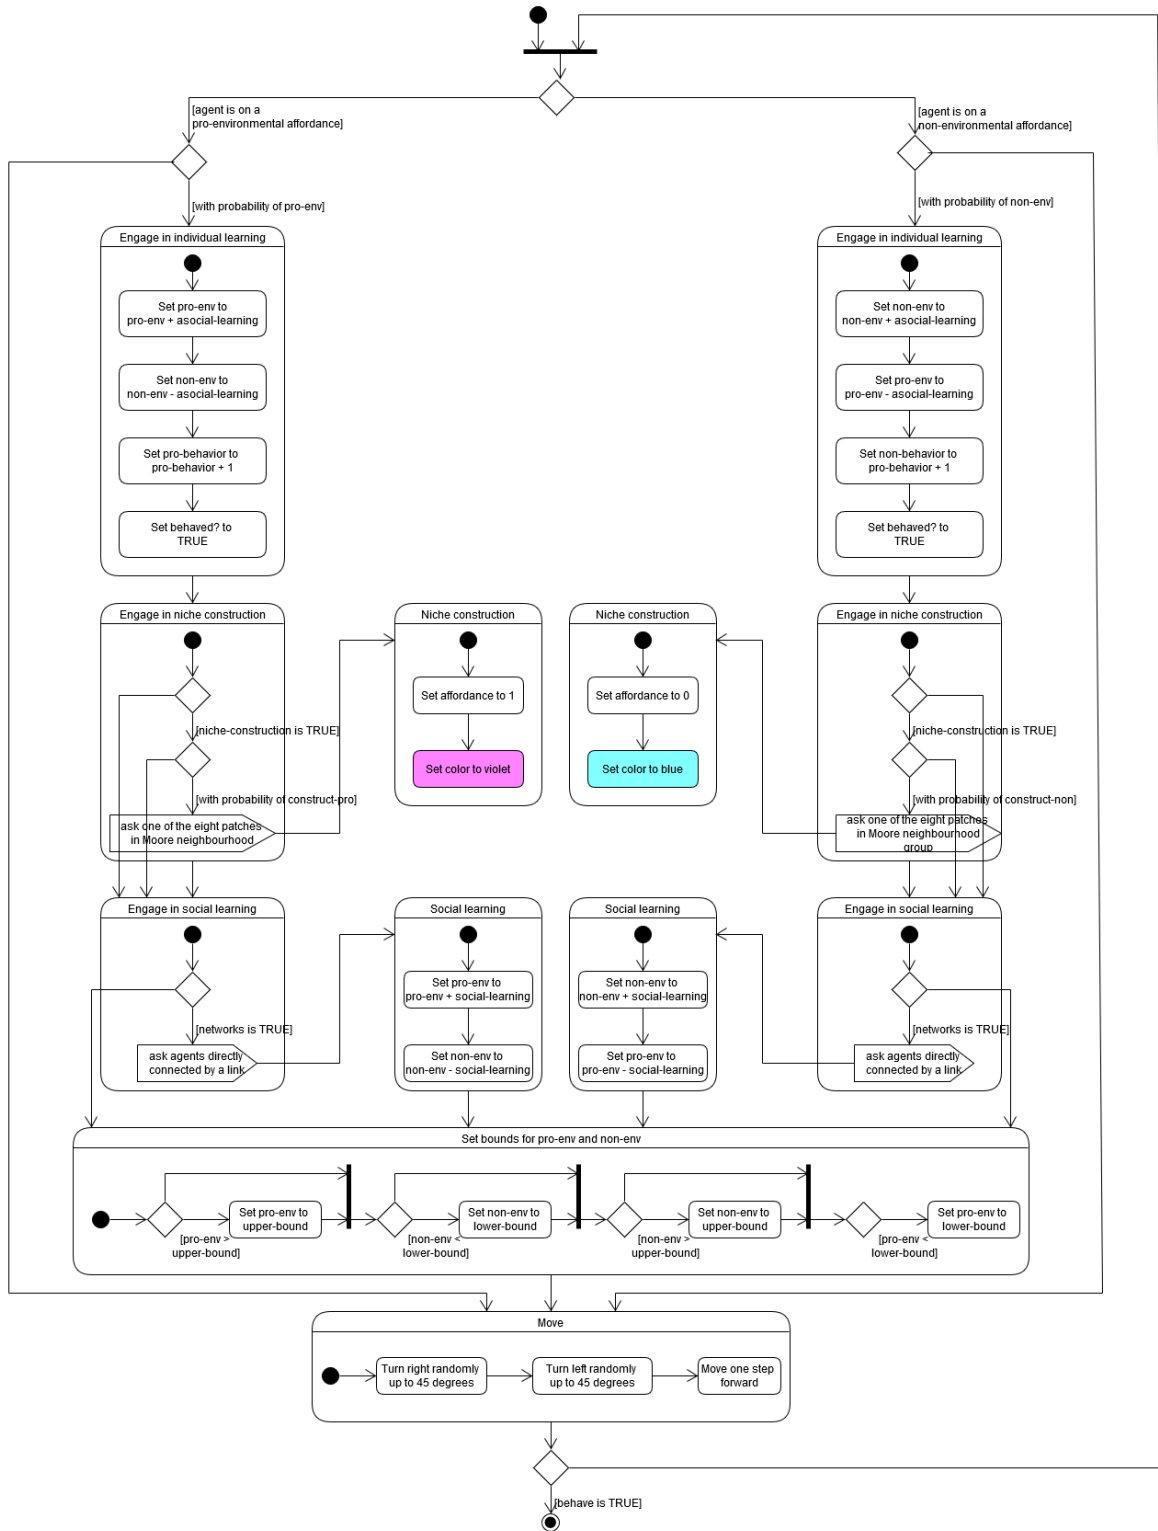 [agent is on a
pro-environmental affordance]
[agent is on a
non-environmental affordance]
[with probability of pro-env]
[with probability of non-env]
Engage in individual learning
Set pro-env to
pro-env + asocial-learning
Set non-env to
non-env - asocial-learning
Set pro-behavior to
pro-behavior + 1
Set behaved? to
TRUE
Engage in individual learning
Set non-env to
non-env + asocial-learning
Set pro-env to
pro-env - asocial-learning
Set non-behavior to
pro-behavior + 1
Set behaved? to
TRUE
Engage in niche construction
[niche-construction is TRUE]
[with probability of construct-pro]
ask one of the eight patches
in Moore neighbourhood
Niche construction
Set affordance to 1
Set color to violet
Niche construction
Set affordance to 0
Set color to blue
Engage in niche construction
[niche-construction is TRUE]
[with probability of construct-non]
ask one of the eight patches
in Moore neighbourhood
group
Engage in social learning
[networks is TRUE]
ask agents directly
connected by a link
Social learning
Set pro-env to
pro-env + social-learning
Set non-env to
non-env - social-learning
Social learning
Set non-env to
non-env + social-learning
Set pro-env to
pro-env - social-learning
Engage in social learning
[networks is TRUE]
ask agents directly
connected by a link
Set bounds for pro-env and non-env
Set pro-env to
upper-bound
[pro-env >
upper-bound]
Set non-env to
lower-bound
[non-env <
lower-bound]
Set non-env to
upper-bound
[non-env >
upper-bound]
Set pro-env to
lower-bound
[pro-env <
lower-bound]
Move
Turn right randomly
up to 45 degrees
Turn left randomly
up to 45 degrees
Move one step
forward
[behave is TRUE]